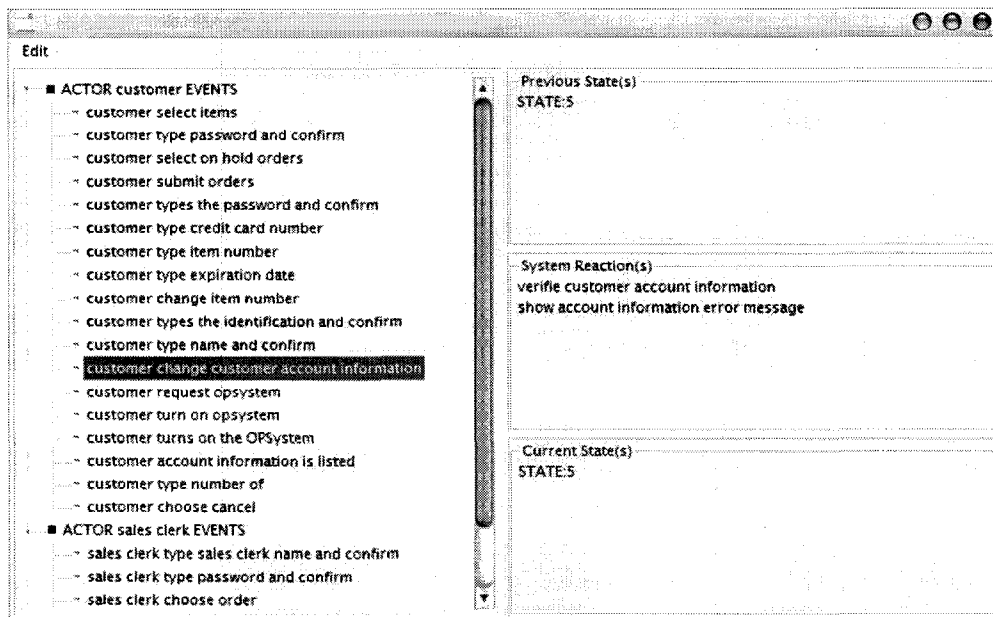 Edit
ACTOR customer EVENTS
customer select items
customer type password and confirm
customer select on hold orders
customer submit orders
customer types the password and confirm
customer type credit card number
customer type item number
customer type expiration date
customer change item number
customer types the identification and confirm
customer type name and confirm
customer change customer account information
customer request opsystem
customer turn on opsystem
customer turns on the OPSystem
customer account information is listed
customer type number of
customer choose cancel
ACTOR sales clerk EVENTS
sales clerk type sales clerk name and confirm
sales clerk type password and confirm
sales clerk choose order
Previous State(s)
STATE:5
System Reaction(s)
verifie customer account information
show account information error message
Current State(s)
STATE:5